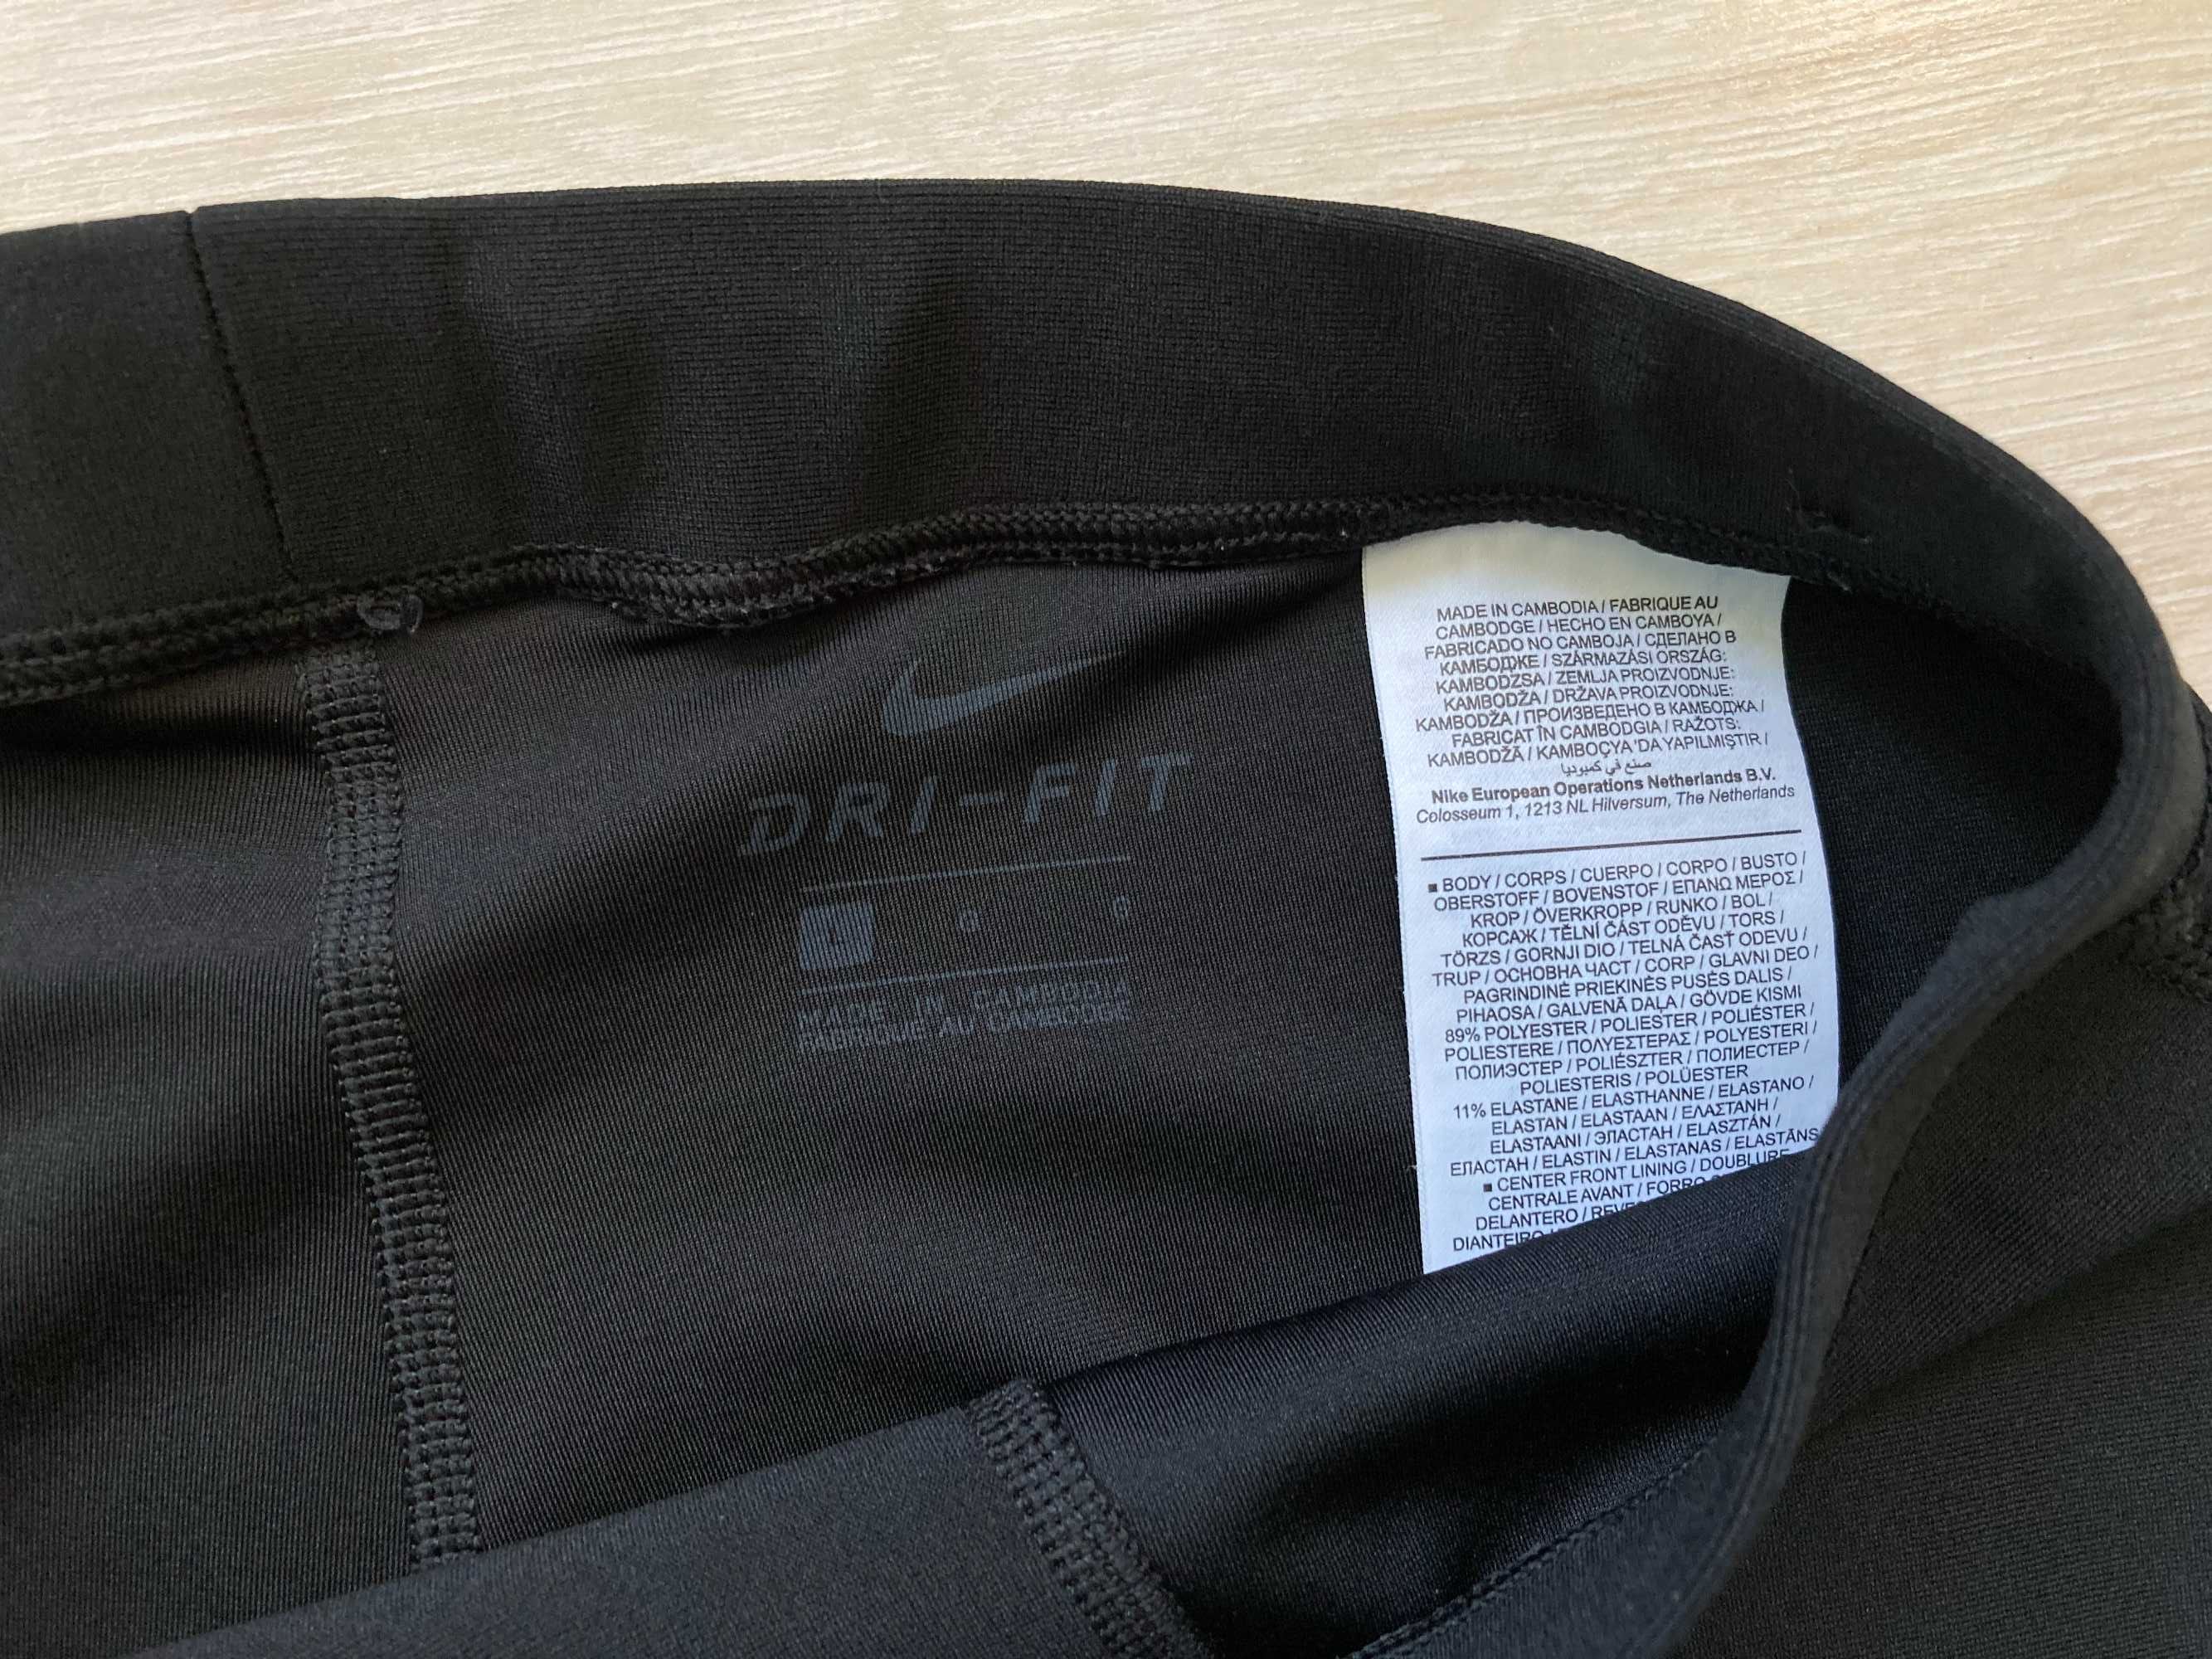 DRI-FIT
L G G
MADE IN CAMBODIA
FABRIQUE AU CAMBODGE
MADE IN CAMBODIA / FABRIQUE AU
CAMBODGE / HECHO EN CAMBOYA /
FABRICADO NO CAMBOJA / СДЕЛАНО В
КАМБОДЖЕ / SZÁRMAZÁSI ORSZÁG:
KAMBODZSA / ZEMLJA PROIZVODNJE:
KAMBODŽA / DRŽAVA PROIZVODNJE:
KAMBODŽA / ПРОИЗВЕДЕНО В КАМБОДЖА /
FABRICAT ÎN CAMBODGIA / RAŽOTS:
KAMBODŽĀ / KAMBOÇYA 'DA YAPILMIŞTIR /
صنع في كمبوديا
Nike European Operations Netherlands B.V.
Colosseum 1, 1213 NL Hilversum, The Netherlands
■ BODY / CORPS / CUERPO / CORPO / BUSTO /
OBERSTOFF / BOVENSTOF / ΕΠΑΝΩ ΜΕΡΟΣ /
KROP / ÖVERKROPP / RUNKO / BOL /
КОРСАЖ / TĚLNÍ ČÁST ODĚVU / TORS /
TÖRZS / GORNJI DIO / TELNÁ ČASŤ ODEVU /
TRUP / ОСНОВНА ЧАСТ / CORP / GLAVNI DEO /
PAGRINDINĖ PRIEKINĖS PUSĖS DALIS /
PIHAOSA / GALVENĀ DAĻA / GÖVDE KISMI
89% POLYESTER / POLIESTER / POLIÉSTER /
POLIESTERE / ΠΟΛΥΕΣΤΕΡΑΣ / POLYESTERI /
ПОЛИЭСТЕР / POLIÉSZTER / ПОЛИЕСТЕР /
POLIESTERIS / POLÜESTER
11% ELASTANE / ELASTHANNE / ELASTANO /
ELASTAN / ELASTAAN / ΕΛΑΣΤΑΝΗ /
ELASTAANI / ЭЛАСТАН / ELASZTÁN /
ЕЛАСТАН / ELASTIN / ELASTANAS / ELASTĀNS
■ CENTER FRONT LINING / DOUBLURE
CENTRALE AVANT / FORRO
DELANTERO /
DIANTEIRO